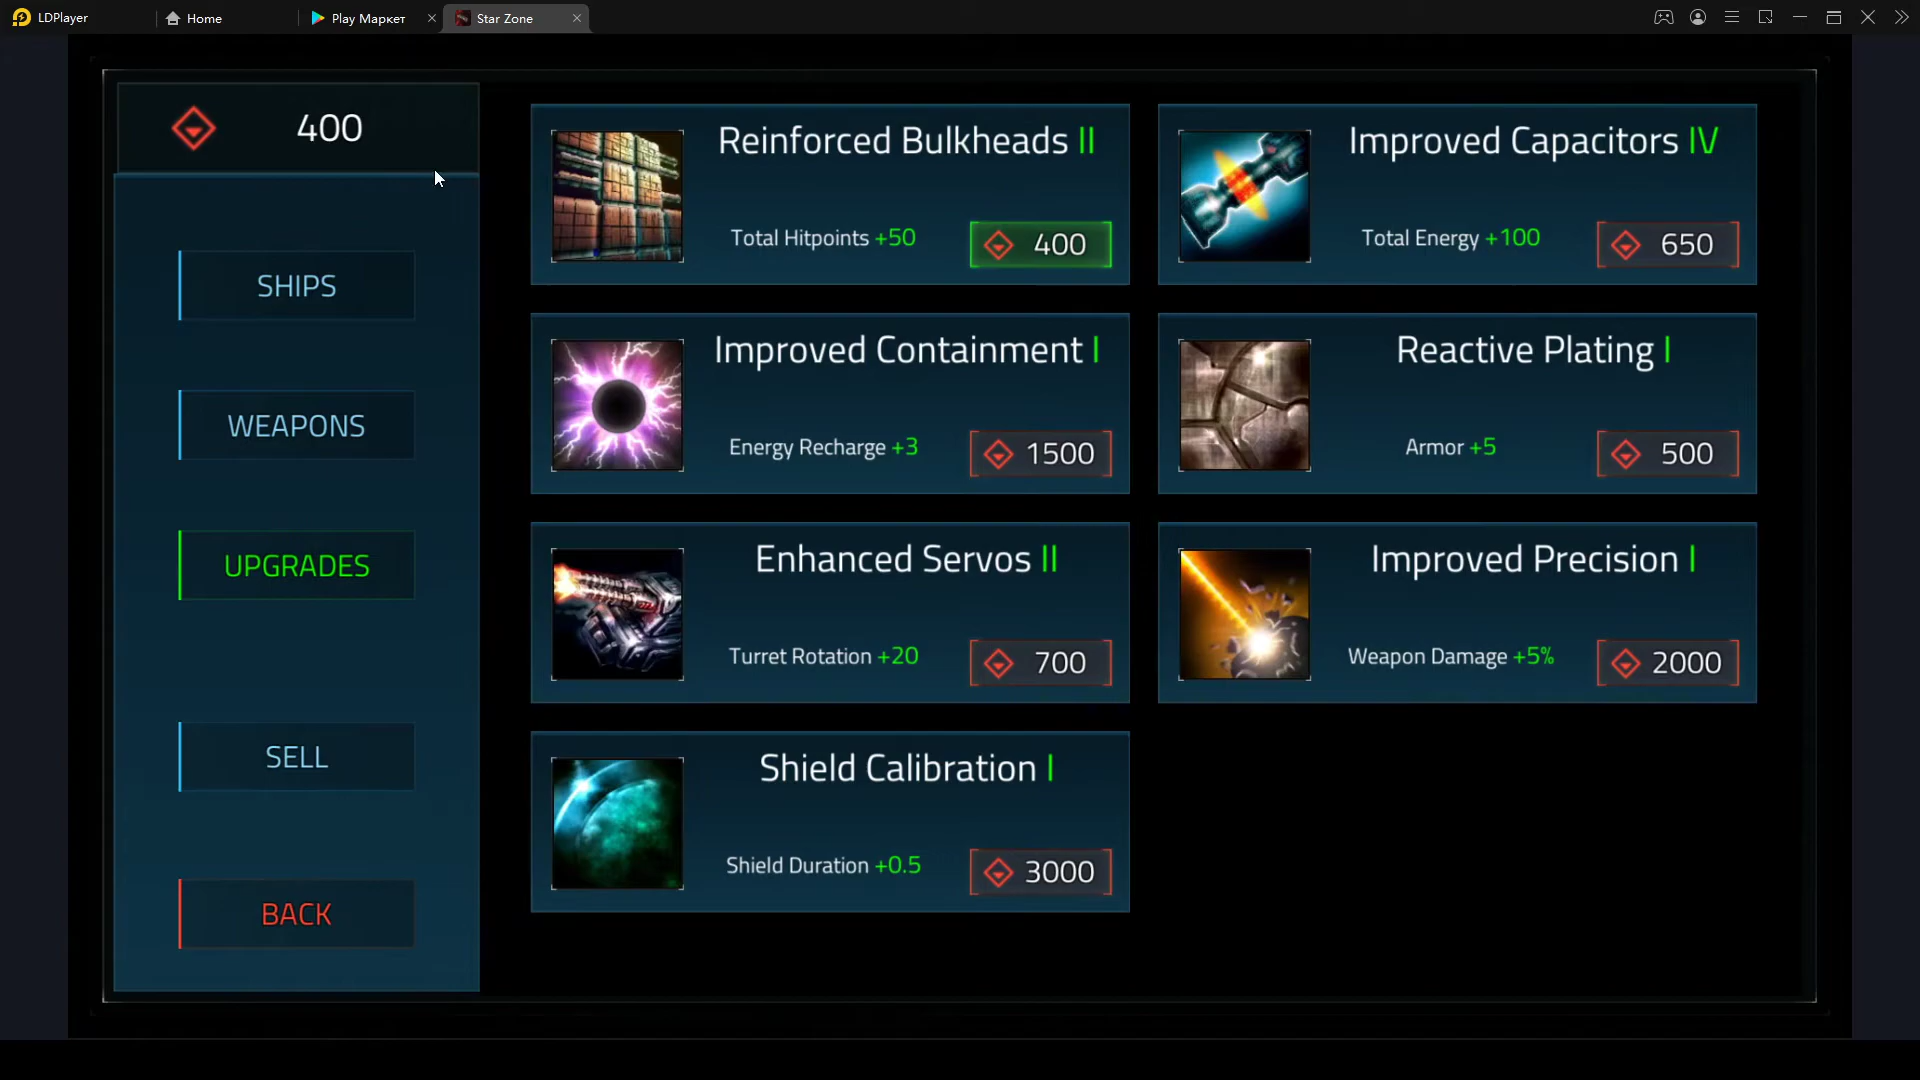 LDPlayer
Home
Play Маркет
Star Zone
400
SHIPS
WEAPONS
UPGRADES
SELL
BACK
Reinforced Bulkheads II
Total Hitpoints +50
400
Improved Capacitors IV
Total Energy +100
650
Improved Containment I
Energy Recharge +3
1500
Reactive Plating I
Armor +5
500
Enhanced Servos II
Turret Rotation +20
700
Improved Precision I
Weapon Damage +5%
2000
Shield Calibration I
Shield Duration +0.5
3000